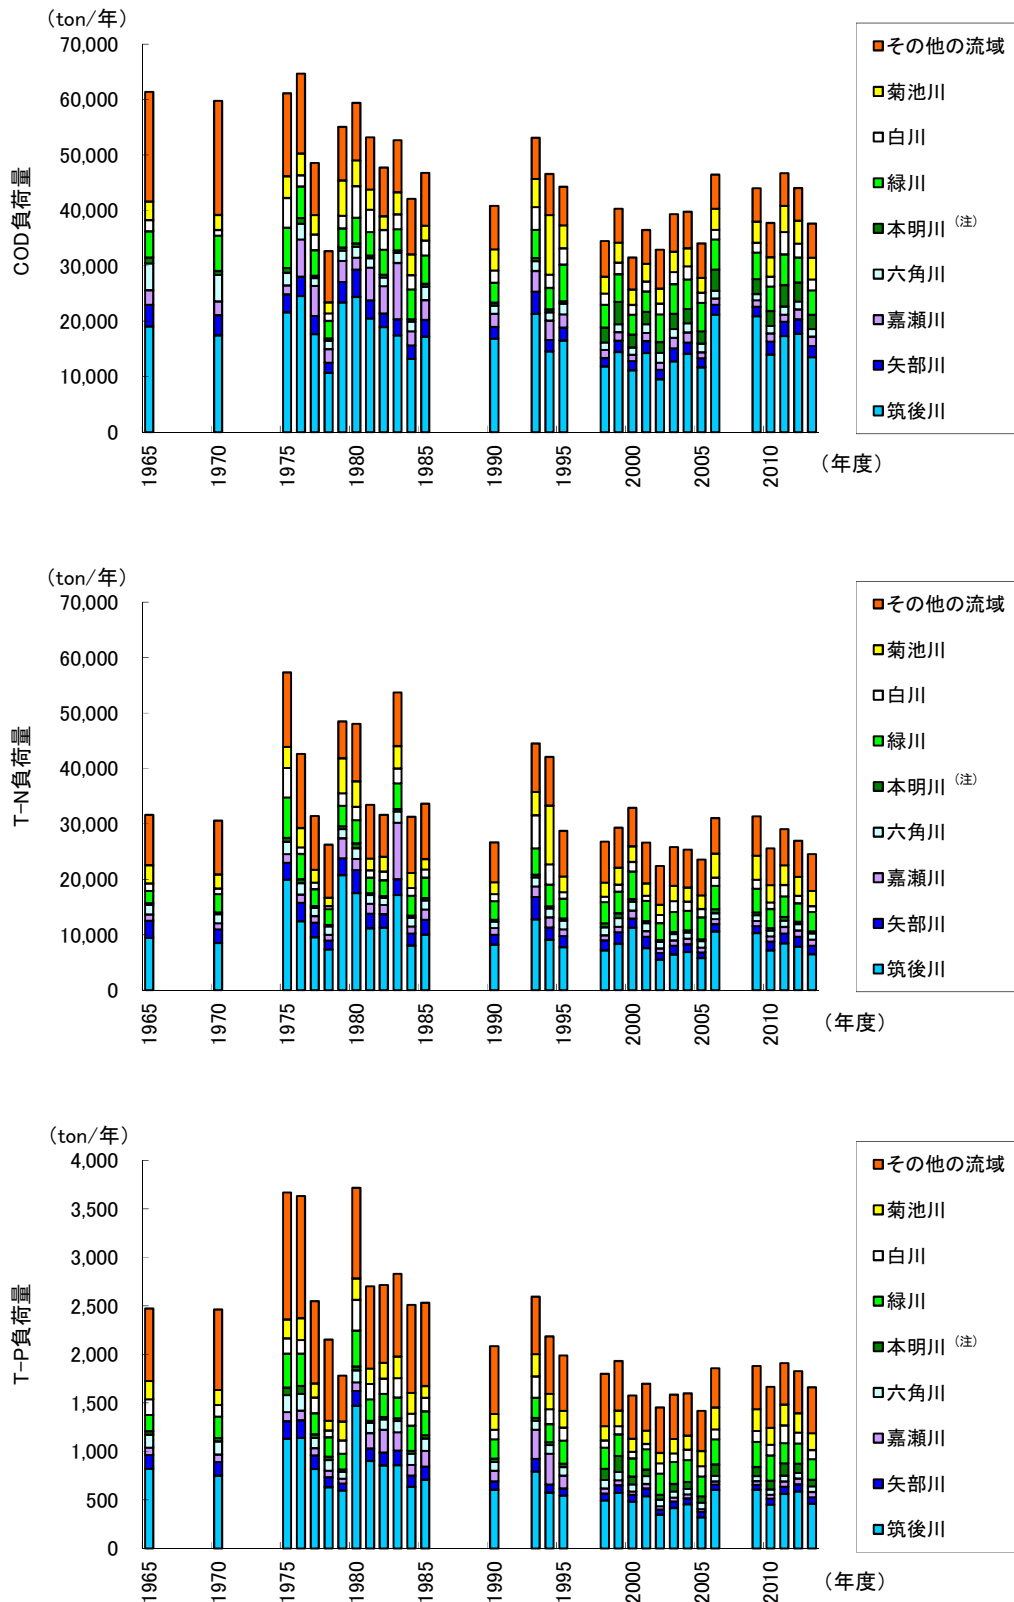 （ton/年）
70,000
60,000
50,000
40,000
30,000
20,000
10,000
0
COD負荷量
1965
1970
1975
1980
1985
1990
1995
2000
2005
2010
（年度）
その他の流域
菊池川
白川
緑川
本明川（注）
六角川
嘉瀬川
矢部川
筑後川
（ton/年）
70,000
60,000
50,000
40,000
30,000
20,000
10,000
0
T-N負荷量
1965
1970
1975
1980
1985
1990
1995
2000
2005
2010
（年度）
その他の流域
菊池川
白川
緑川
本明川（注）
六角川
嘉瀬川
矢部川
筑後川
（ton/年）
4,000
3,500
3,000
2,500
2,000
1,500
1,000
500
0
T-P負荷量
1965
1970
1975
1980
1985
1990
1995
2000
2005
2010
（年度）
その他の流域
菊池川
白川
緑川
本明川（注）
六角川
嘉瀬川
矢部川
筑後川